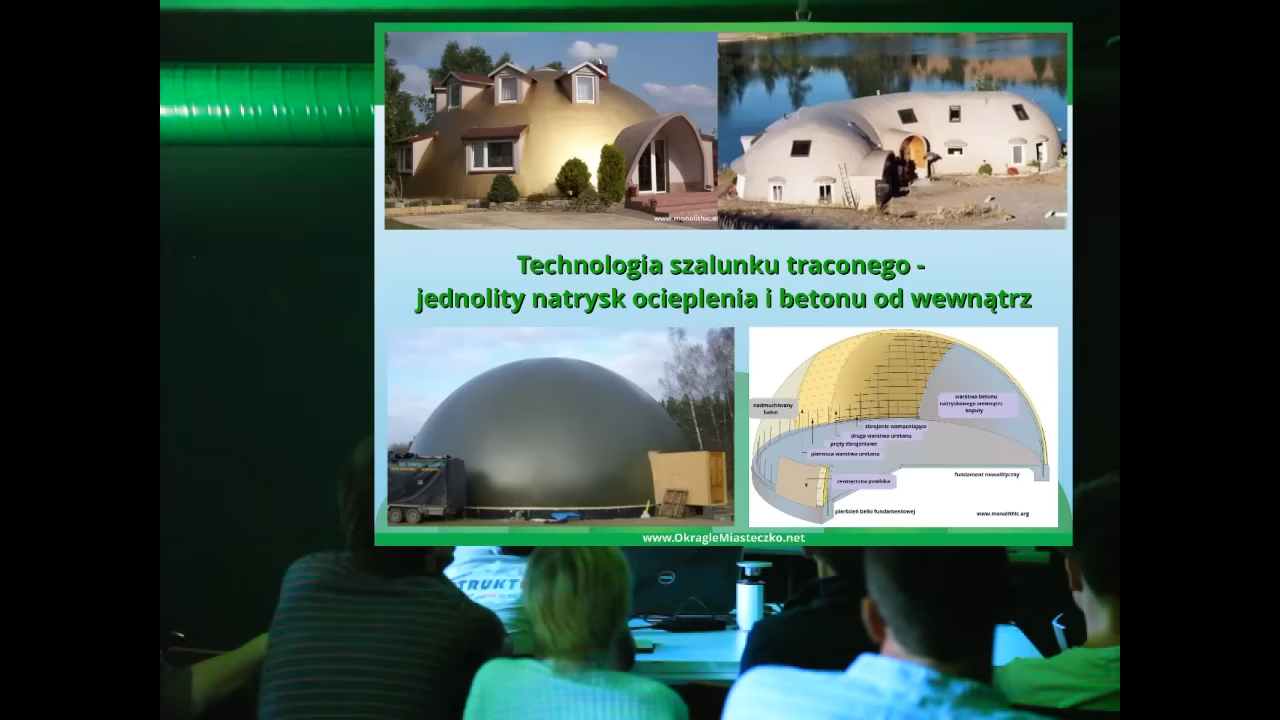 www.monolithic.o
Technologia szalunku traconego -
jednolity natrysk ocieplenia i betonu od wewnątrz
nadmuchiwany
balon
warstwa betonu
natryskowego wewnątrz
kopuły
zbrojenie wzmacniające
druga warstwa uretanu
pręty zbrojeniowe
pierwsza warstwa uretanu
zewnętrzna powłoka
fundament monolityczny
pierścień belki fundamentowej
www.monolithic.org
www.OkragleMiasteczko.net
TRUKT
DELL